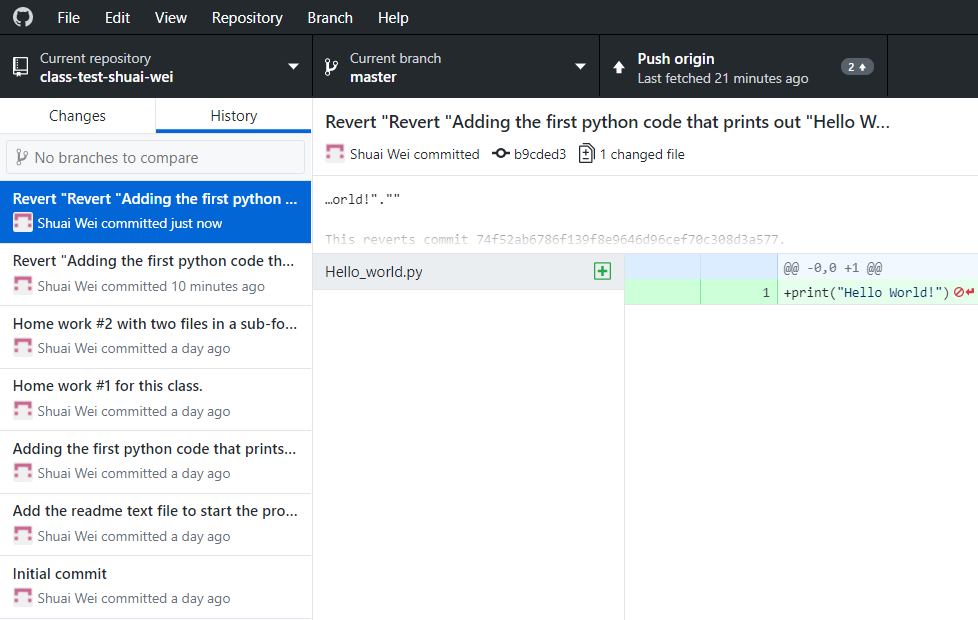 File Edit View Repository Branch Help
Current repository
class-test-shuai-wei
Current branch
master
Push origin
Last fetched 21 minutes ago
2
Changes
History
No branches to compare
Revert "Revert "Adding the first python ...
Shuai Wei committed just now
Revert "Adding the first python code th...
Shuai Wei committed 10 minutes ago
Home work #2 with two files in a sub-fo...
Shuai Wei committed a day ago
Home work #1 for this class.
Shuai Wei committed a day ago
Adding the first python code that prints...
Shuai Wei committed a day ago
Add the readme text file to start the pro...
Shuai Wei committed a day ago
Initial commit
Shuai Wei committed a day ago
Revert "Revert "Adding the first python code that prints out "Hello W...
Shuai Wei committed b9cded3 1 changed file
…orld!".""
This reverts commit 74f52ab6786f139f8e9646d96cef70c308d3a577.
Hello_world.py
@@ -0,0 +1 @@
1 +print("Hello World!")